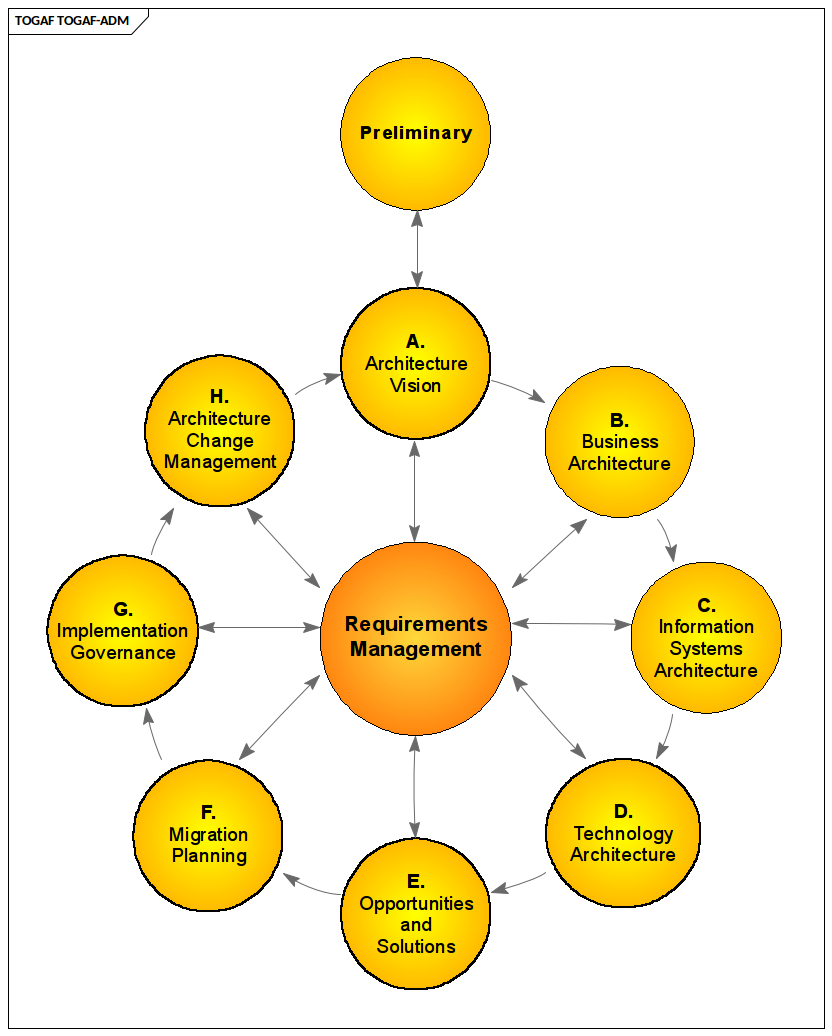 TOGAF TOGAF-ADM
Preliminary
A.
Architecture
Vision
H.
Architecture
Change
Management
B.
Business
Architecture
G.
Implementation
Governance
Requirements
Management
C.
Information
Systems
Architecture
F.
Migration
Planning
D.
Technology
Architecture
E.
Opportunities
and
Solutions